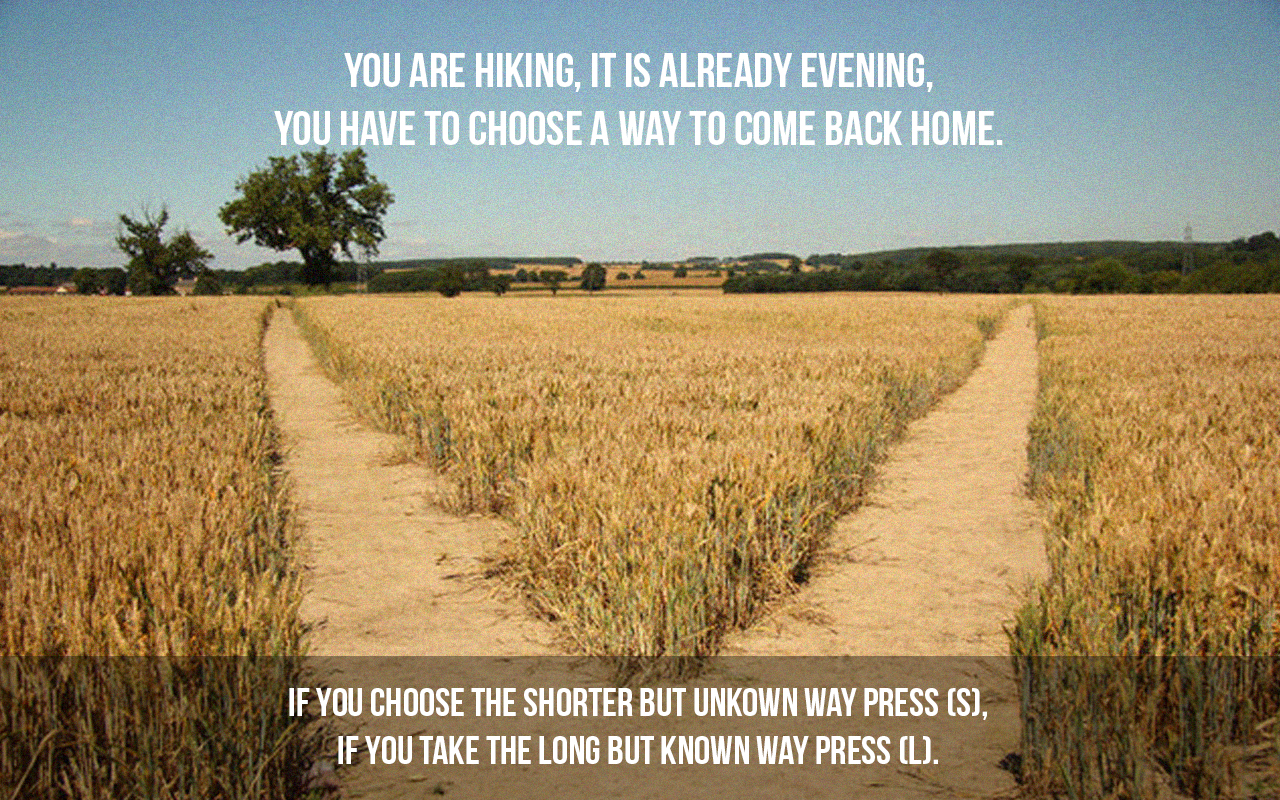 YOU ARE HIKING, IT IS ALREADY EVENING,
YOU HAVE TO CHOOSE A WAY TO COME BACK HOME.
IF YOU CHOOSE THE SHORTER BUT UNKOWN WAY PRESS (S),
IF YOU TAKE THE LONG BUT KNOWN WAY PRESS (L).